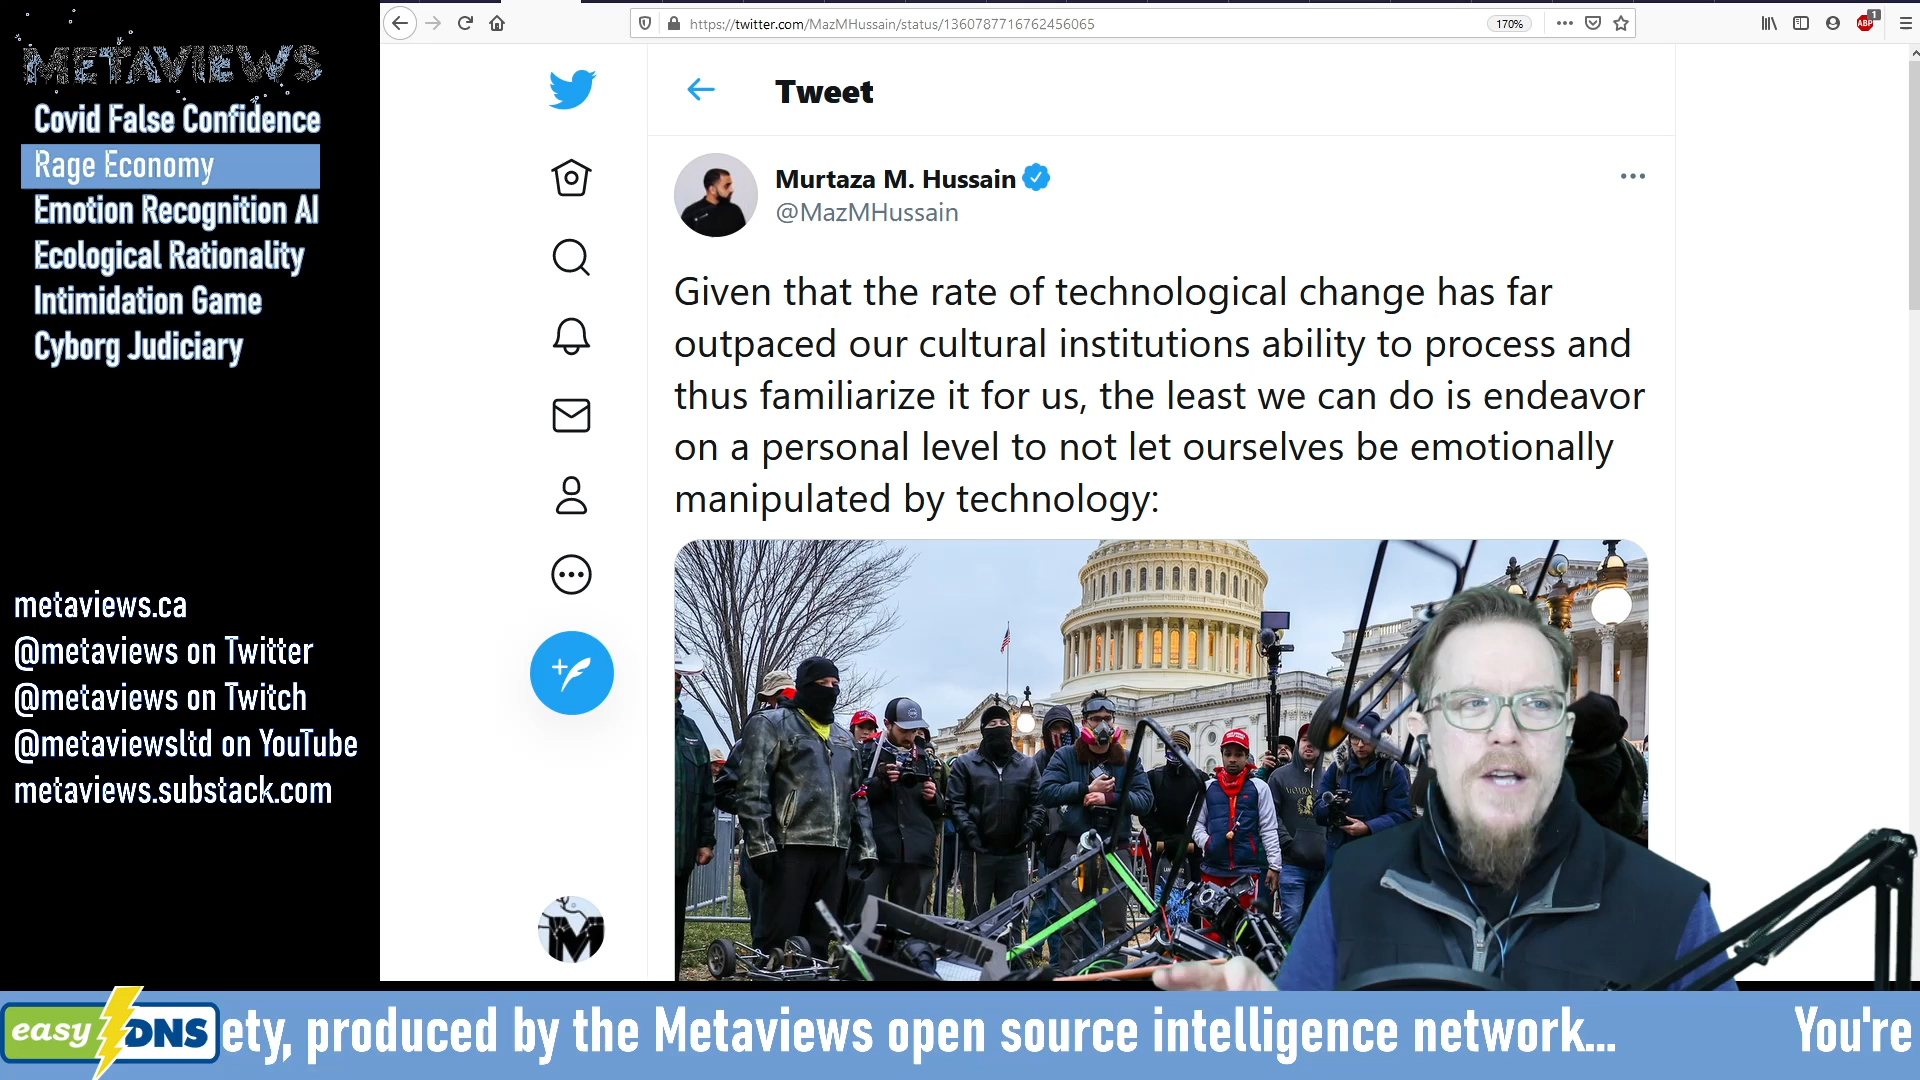 METAVIEWS
Covid False Confidence
Rage Economy
Emotion Recognition AI
Ecological Rationality
Intimidation Game
Cyborg Judiciary
metaviews.ca
@metaviews on Twitter
@metaviews on Twitch
@metaviewsltd on YouTube
metaviews.substack.com
https://twitter.com/MazMHussain/status/1360787716762456065
170%
ABP
1
Tweet
Murtaza M. Hussain
@MazMHussain
Given that the rate of technological change has far
outpaced our cultural institutions ability to process and
thus familiarize it for us, the least we can do is endeavor
on a personal level to not let ourselves be emotionally
manipulated by technology:
M
easy DNS
ety, produced by the Metaviews open source intelligence network... You're